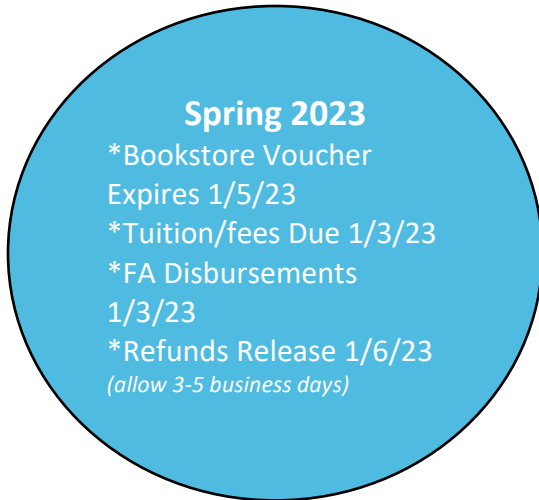 Spring 2023
*Bookstore Voucher
Expires 1/5/23
*Tuition/fees Due 1/3/23
*FA Disbursements
1/3/23
*Refunds Release 1/6/23
(allow 3-5 business days)